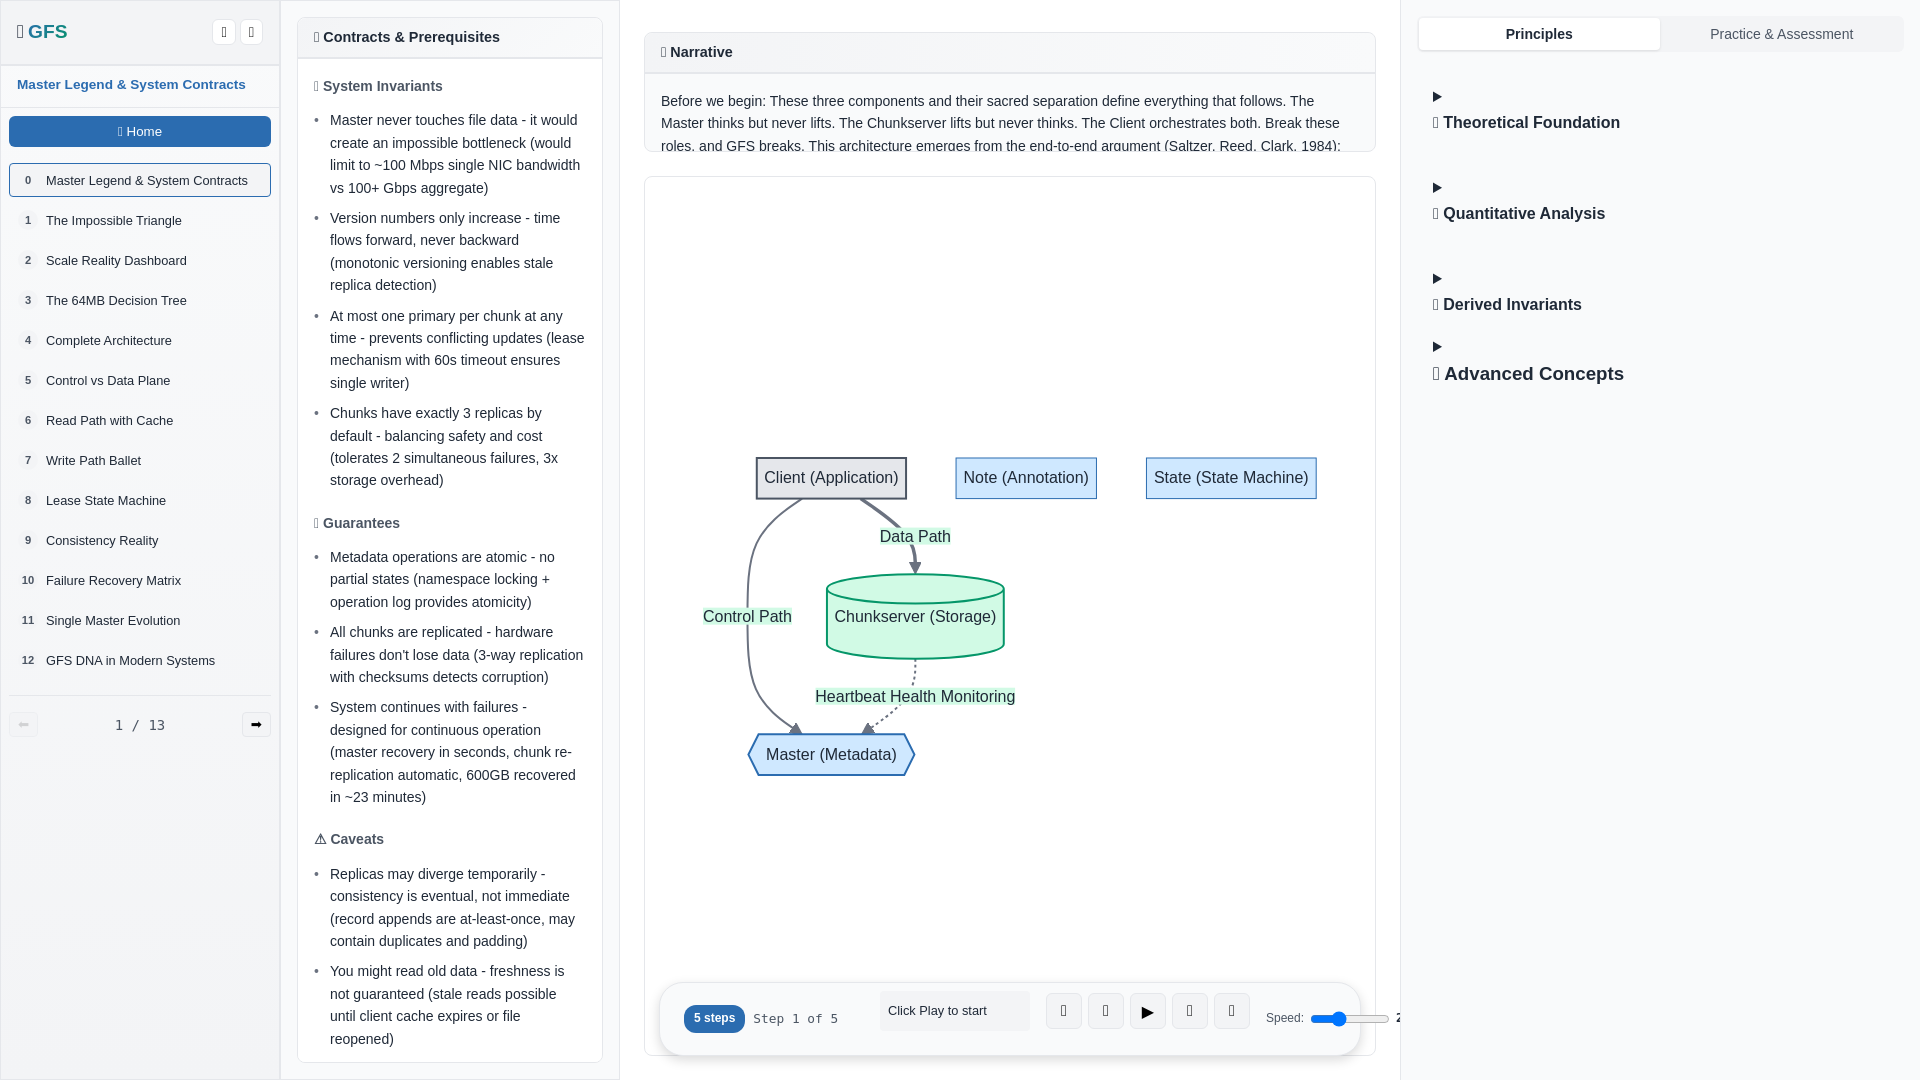 GFS
Master Legend & System Contracts
Home
0 Master Legend & System Contracts
1 The Impossible Triangle
2 Scale Reality Dashboard
3 The 64MB Decision Tree
4 Complete Architecture
5 Control vs Data Plane
6 Read Path with Cache
7 Write Path Ballet
8 Lease State Machine
9 Consistency Reality
10 Failure Recovery Matrix
11 Single Master Evolution
12 GFS DNA in Modern Systems
1 / 13
Contracts & Prerequisites
System Invariants
• Master never touches file data - it would
create an impossible bottleneck (would
limit to ~100 Mbps single NIC bandwidth
vs 100+ Gbps aggregate)
• Version numbers only increase - time
flows forward, never backward
(monotonic versioning enables stale
replica detection)
• At most one primary per chunk at any
time - prevents conflicting updates (lease
mechanism with 60s timeout ensures
single writer)
• Chunks have exactly 3 replicas by
default - balancing safety and cost
(tolerates 2 simultaneous failures, 3x
storage overhead)
Guarantees
• Metadata operations are atomic - no
partial states (namespace locking +
operation log provides atomicity)
• All chunks are replicated - hardware
failures don't lose data (3-way replication
with checksums detects corruption)
• System continues with failures -
designed for continuous operation
(master recovery in seconds, chunk re-
replication automatic, 600GB recovered
in ~23 minutes)
⚠ Caveats
• Replicas may diverge temporarily -
consistency is eventual, not immediate
(record appends are at-least-once, may
contain duplicates and padding)
• You might read old data - freshness is
not guaranteed (stale reads possible
until client cache expires or file
reopened)
Narrative
Before we begin: These three components and their sacred separation define everything that follows. The
Master thinks but never lifts. The Chunkserver lifts but never thinks. The Client orchestrates both. Break these
roles, and GFS breaks. This architecture emerges from the end-to-end argument (Saltzer, Reed, Clark, 1984):
Client (Application)
Note (Annotation)
State (State Machine)
Data Path
Control Path
Chunkserver (Storage)
Heartbeat Health Monitoring
Master (Metadata)
5 steps
Step 1 of 5
Click Play to start
Speed:
Principles
Practice & Assessment
Theoretical Foundation
Quantitative Analysis
Derived Invariants
Advanced Concepts